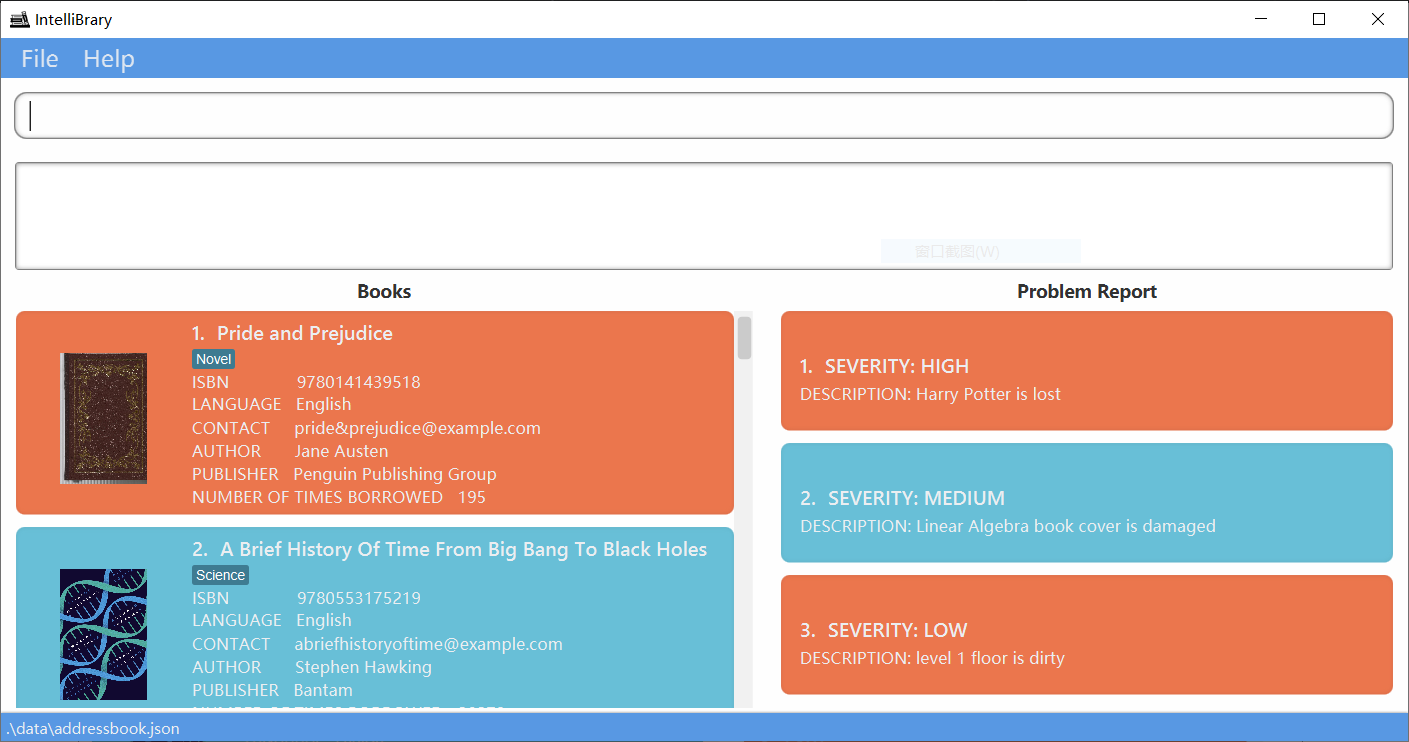 IntelliBrary
File Help
窗口截图(W)
Books
1. Pride and Prejudice
Novel
ISBN 9780141439518
LANGUAGE English
CONTACT pride&prejudice@example.com
AUTHOR Jane Austen
PUBLISHER Penguin Publishing Group
NUMBER OF TIMES BORROWED 195
2. A Brief History Of Time From Big Bang To Black Holes
Science
ISBN 9780553175219
LANGUAGE English
CONTACT abriefhistoryoftime@example.com
AUTHOR Stephen Hawking
PUBLISHER Bantam
Problem Report
1. SEVERITY: HIGH
DESCRIPTION: Harry Potter is lost
2. SEVERITY: MEDIUM
DESCRIPTION: Linear Algebra book cover is damaged
3. SEVERITY: LOW
DESCRIPTION: level 1 floor is dirty
.\data\addressbook.json